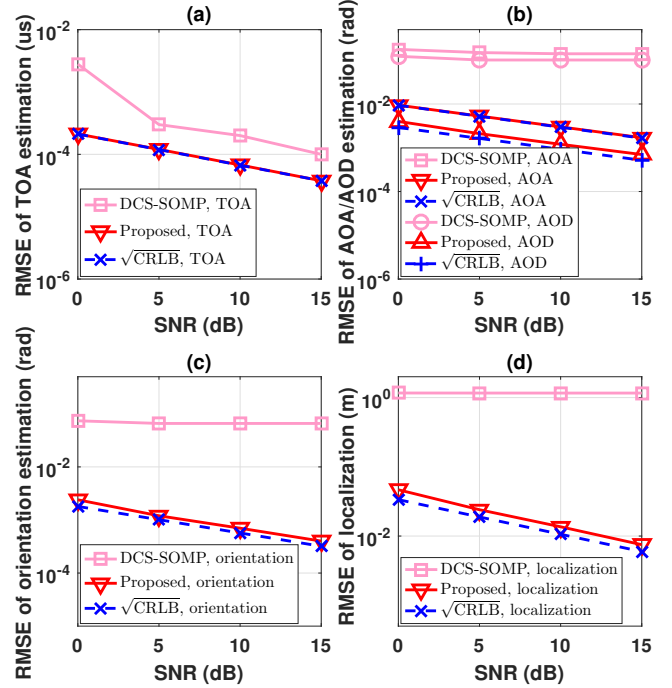 (a)
RMSE of TOA estimation (us)
10^-2
10^-4
10^-6
DCS-SOMP, TOA
Proposed, TOA
√CRLB, TOA
0 5 10 15
SNR (dB)
(b)
RMSE of AOA/AOD estimation (rad)
10^-2
10^-4
10^-6
DCS-SOMP, AOA
Proposed, AOA
√CRLB, AOA
DCS-SOMP, AOD
Proposed, AOD
√CRLB, AOD
0 5 10 15
SNR (dB)
(c)
RMSE of orientation estimation (rad)
10^-2
10^-4
DCS-SOMP, orientation
Proposed, orientation
√CRLB, orientation
0 5 10 15
SNR (dB)
(d)
RMSE of localization (m)
10^0
10^-2
DCS-SOMP, localization
Proposed, localization
√CRLB, localization
0 5 10 15
SNR (dB)